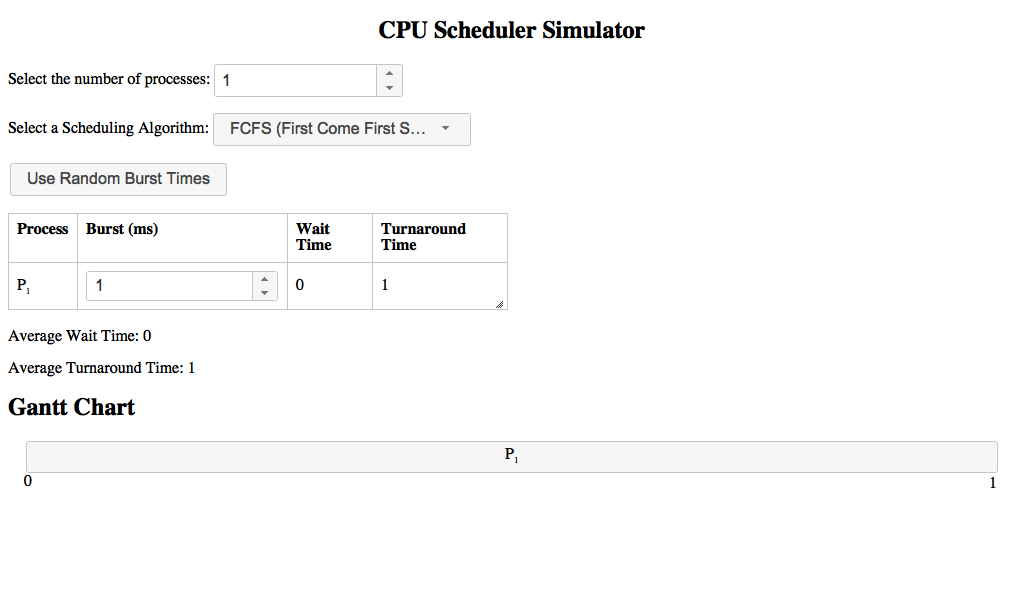 CPU Scheduler Simulator
Select the number of processes: 1
Select a Scheduling Algorithm: FCFS (First Come First S...
Use Random Burst Times
Process Burst (ms) Wait Time Turnaround Time
P1 1 0 1
Average Wait Time: 0
Average Turnaround Time: 1
Gantt Chart
P1
0 1